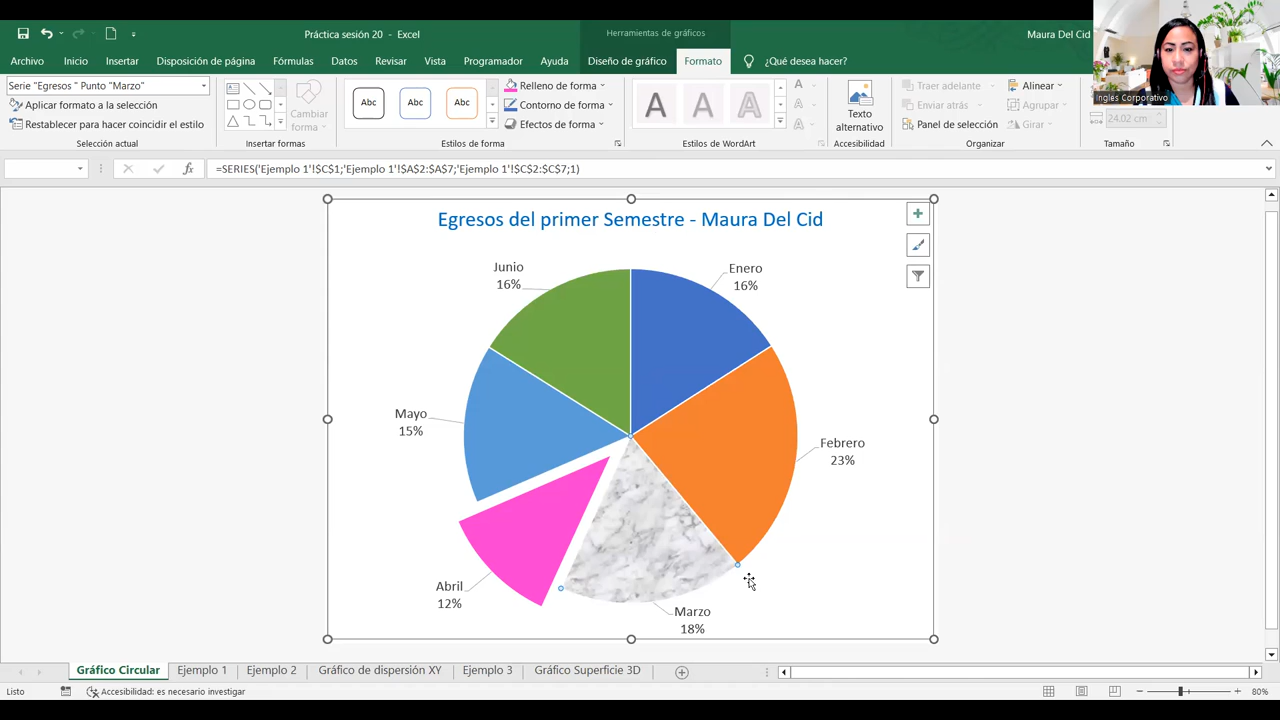 Práctica sesión 20 - Excel
Herramientas de gráficos
Maura Del Cid
Archivo Inicio Insertar Disposición de página Fórmulas Datos Revisar Vista Programador Ayuda Diseño de gráfico Formato ¿Qué desea hacer?
Serie "Egresos " Punto "Marzo"
Aplicar formato a la selección
Restablecer para hacer coincidir el estilo
Selección actual
Cambiar
forma
Insertar formas
Abc Abc Abc
Relleno de forma
Contorno de forma
Efectos de forma
Estilos de forma
A A A
Estilos de WordArt
Texto
alternativo
Accesibilidad
Traer adelante
Enviar atrás
Panel de selección
Alinear
Agrupar
Girar
Organizar
24.02 cm
Tamaño
Inglés Corporativo
fx =SERIES('Ejemplo 1'!$C$1;'Ejemplo 1'!$A$2:$A$7;'Ejemplo 1'!$C$2:$C$7;1)
Egresos del primer Semestre - Maura Del Cid
Junio
16%
Enero
16%
Mayo
15%
Febrero
23%
Abril
12%
Marzo
18%
Gráfico Circular Ejemplo 1 Ejemplo 2 Gráfico de dispersión XY Ejemplo 3 Gráfico Superficie 3D
Listo Accesibilidad: es necesario investigar 80%